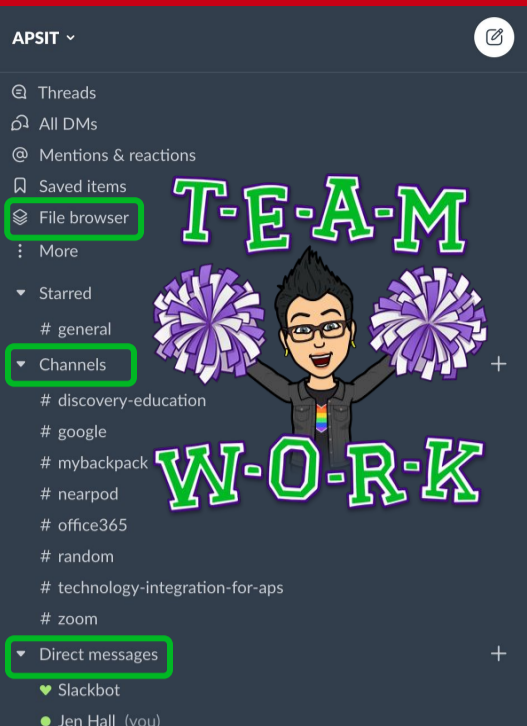 APSIT
Threads
All DMs
Mentions & reactions
Saved items
File browser
More
T-E-A-M
Starred
# general
Channels
# discovery-education
# google
# mybackpack
# nearpod
W-O-R-K
# office365
# random
# technology-integration-for-aps
# zoom
Direct messages
Slackbot
Jen Hall (you)